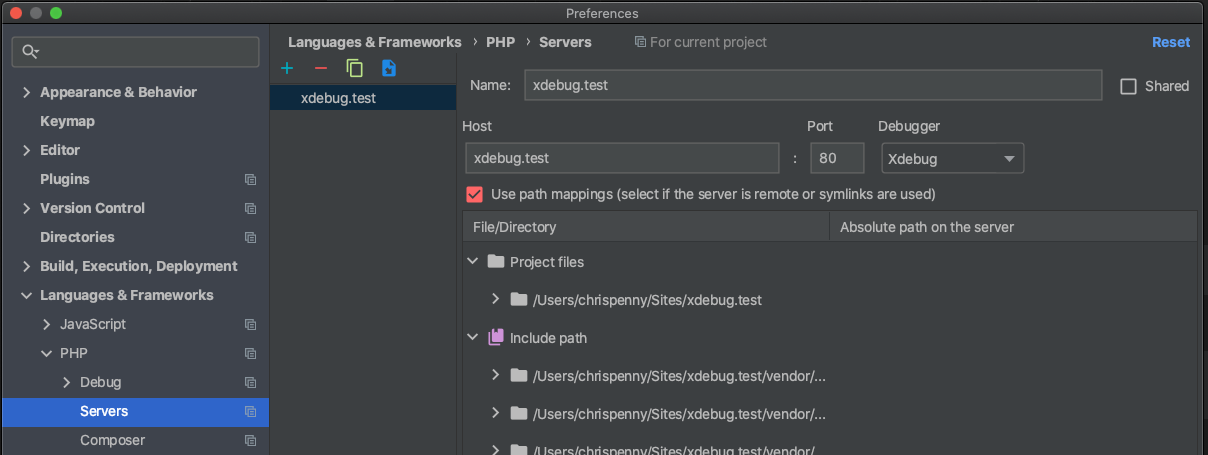 Preferences
Languages & Frameworks › PHP › Servers For current project Reset
Appearance & Behavior
Keymap
Editor
Plugins
Version Control
Directories
Build, Execution, Deployment
Languages & Frameworks
JavaScript
PHP
Debug
Servers
Composer
xdebug.test
Name: xdebug.test Shared
Host Port Debugger
xdebug.test : 80 Xdebug
Use path mappings (select if the server is remote or symlinks are used)
File/Directory Absolute path on the server
Project files
/Users/chrispenny/Sites/xdebug.test
Include path
/Users/chrispenny/Sites/xdebug.test/vendor/...
/Users/chrispenny/Sites/xdebug.test/vendor/...
/Users/chrispenny/Sites/xdebug.test/vendor/...